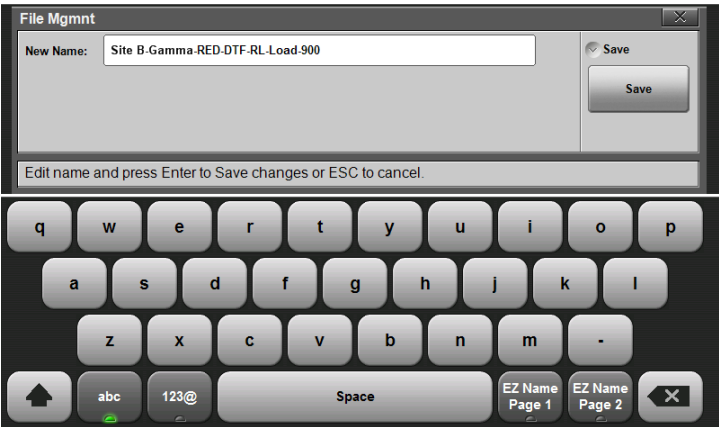 File Mgmnt
New Name: Site B-Gamma-RED-DTF-RL-Load-900
Save
Save
Edit name and press Enter to Save changes or ESC to cancel.
q w e r t y u i o p
a s d f g h j k l
z x c v b n m -
abc 123@ Space EZ Name Page 1 EZ Name Page 2